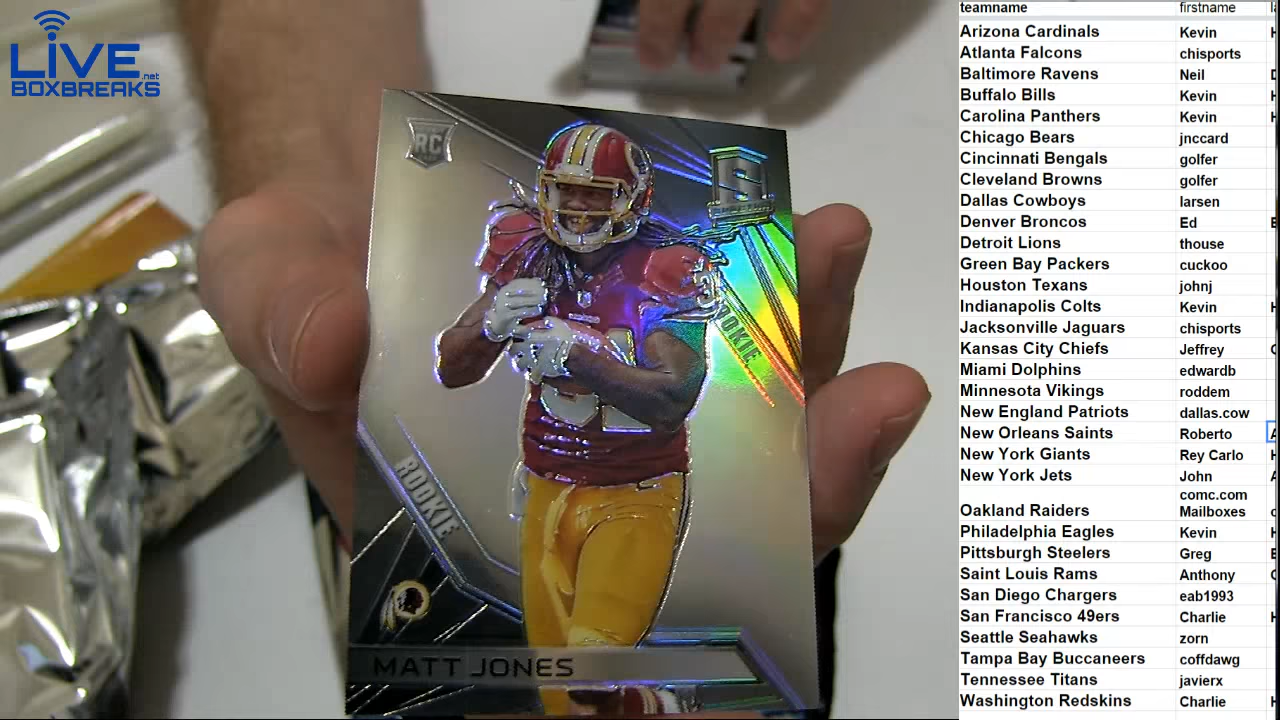 LIVE
.net
BOXBREAKS
RC
S
ROOKIE
ROOKIE
MATT JONES
teamname firstname
Arizona Cardinals Kevin
Atlanta Falcons chisports
Baltimore Ravens Neil
Buffalo Bills Kevin
Carolina Panthers Kevin
Chicago Bears jnccard
Cincinnati Bengals golfer
Cleveland Browns golfer
Dallas Cowboys larsen
Denver Broncos Ed
Detroit Lions thouse
Green Bay Packers cuckoo
Houston Texans johnj
Indianapolis Colts Kevin
Jacksonville Jaguars chisports
Kansas City Chiefs Jeffrey
Miami Dolphins edwardb
Minnesota Vikings roddem
New England Patriots dallas.cow
New Orleans Saints Roberto
New York Giants Rey Carlo
New York Jets John
comc.com
Oakland Raiders Mailboxes
Philadelphia Eagles Kevin
Pittsburgh Steelers Greg
Saint Louis Rams Anthony
San Diego Chargers eab1993
San Francisco 49ers Charlie
Seattle Seahawks zorn
Tampa Bay Buccaneers coffdawg
Tennessee Titans javierx
Washington Redskins Charlie